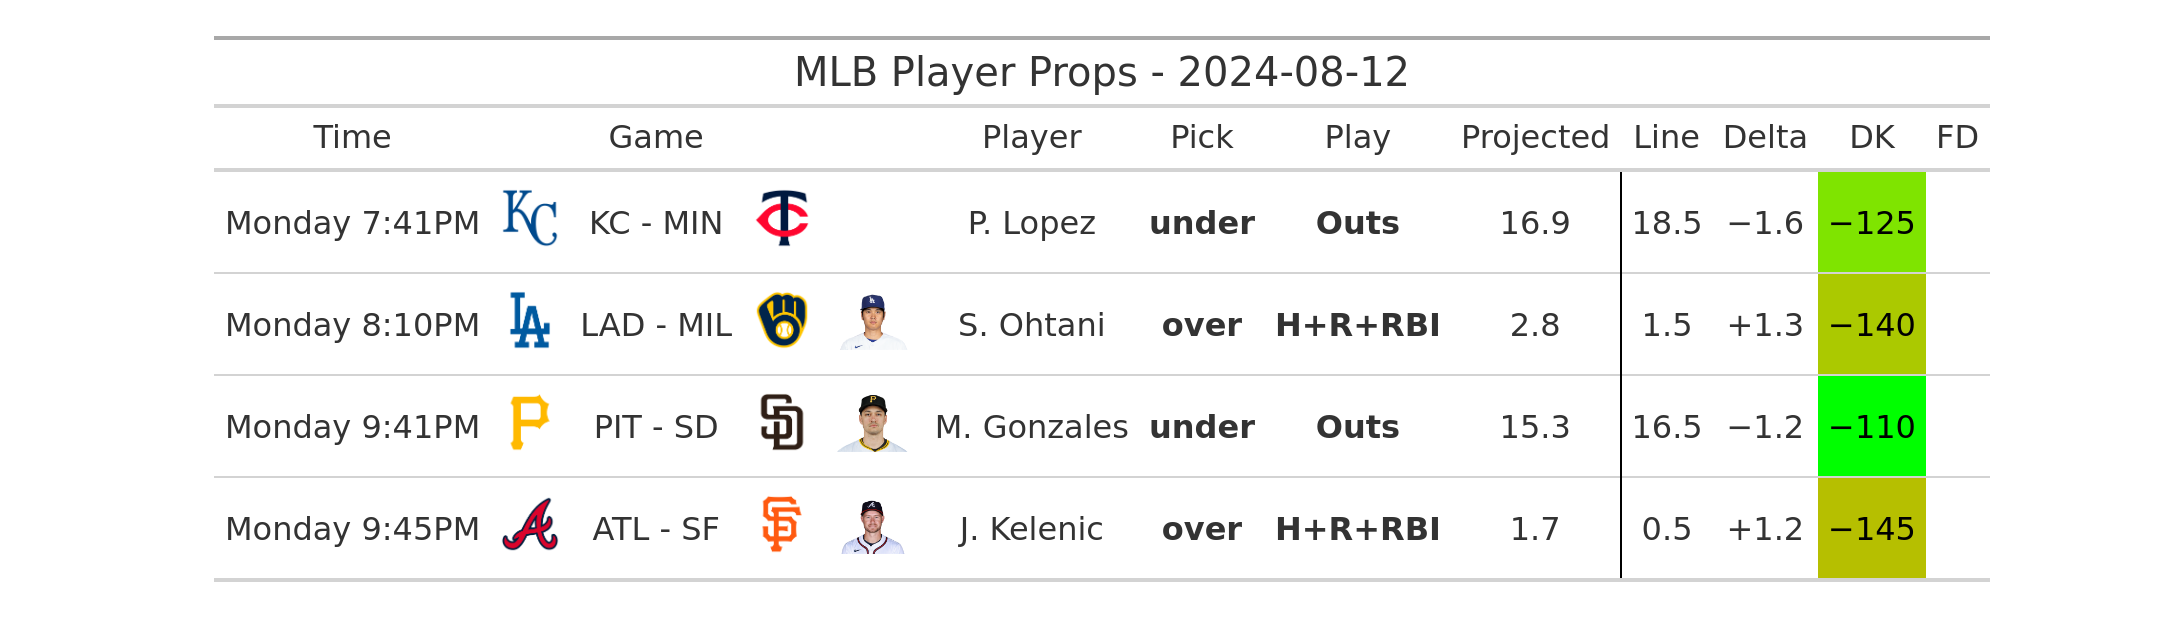 MLB Player Props - 2024-08-12
Time Game Player Pick Play Projected Line Delta DK FD
Monday 7:41PM KC KC - MIN TC P. Lopez under Outs 16.9 18.5 −1.6 −125
Monday 8:10PM LA LAD - MIL S. Ohtani over H+R+RBI 2.8 1.5 +1.3 −140
Monday 9:41PM P PIT - SD SD M. Gonzales under Outs 15.3 16.5 −1.2 −110
Monday 9:45PM A ATL - SF SF J. Kelenic over H+R+RBI 1.7 0.5 +1.2 −145